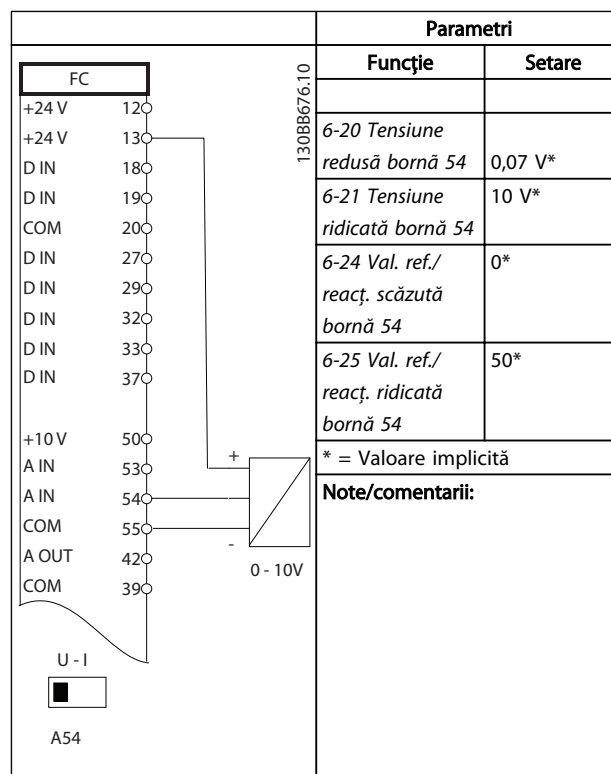 FC
+24 V 12
+24 V 13
D IN 18
D IN 19
COM 20
D IN 27
D IN 29
D IN 32
D IN 33
D IN 37
+10 V 50
A IN 53
A IN 54
COM 55
A OUT 42
COM 39
+
-
0 - 10V
U - I
A54
130BB676.10
Parametri
Funcţie Setare
6-20 Tensiune
redusă bornă 54 0,07 V*
6-21 Tensiune 10 V*
ridicată bornă 54
6-24 Val. ref./ 0*
reacţ. scăzută
bornă 54
6-25 Val. ref./ 50*
reacţ. ridicată
bornă 54
* = Valoare implicită
Note/comentarii: